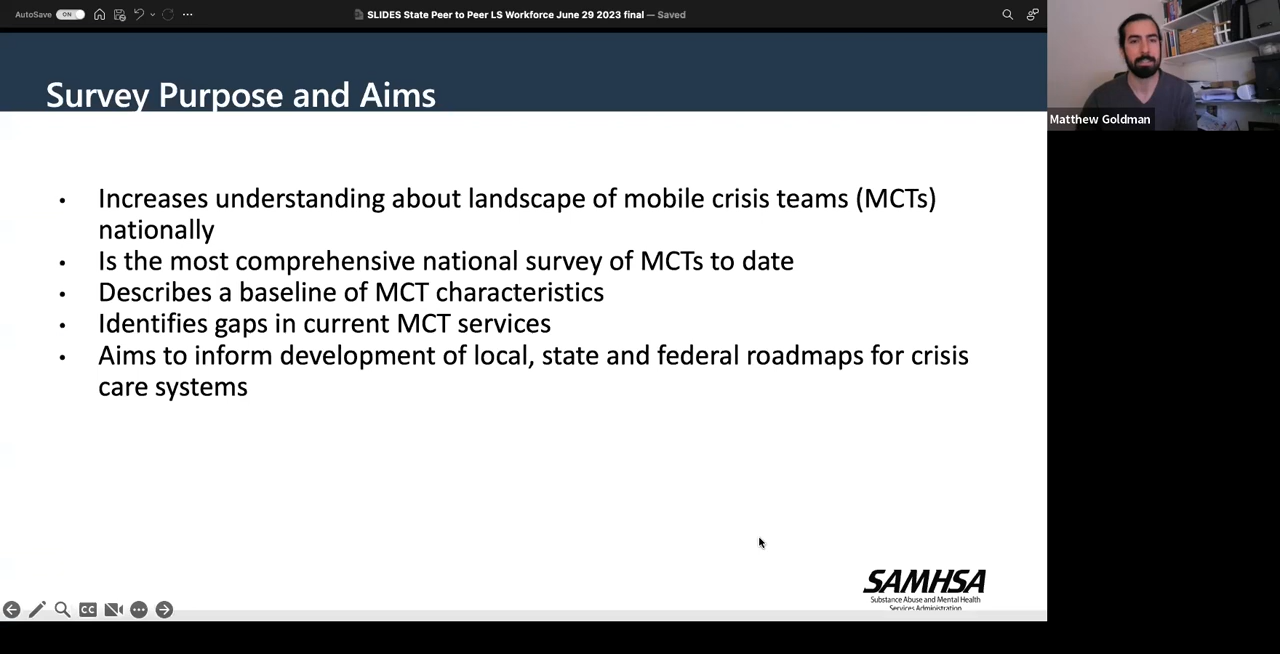 AutoSave ON SLIDES State Peer to Peer LS Workforce June 29 2023 final — Saved
Survey Purpose and Aims
Matthew Goldman
• Increases understanding about landscape of mobile crisis teams (MCTs)
nationally
• Is the most comprehensive national survey of MCTs to date
• Describes a baseline of MCT characteristics
• Identifies gaps in current MCT services
• Aims to inform development of local, state and federal roadmaps for crisis
care systems
SAMHSA
Substance Abuse and Mental Health
Services Administration
CC